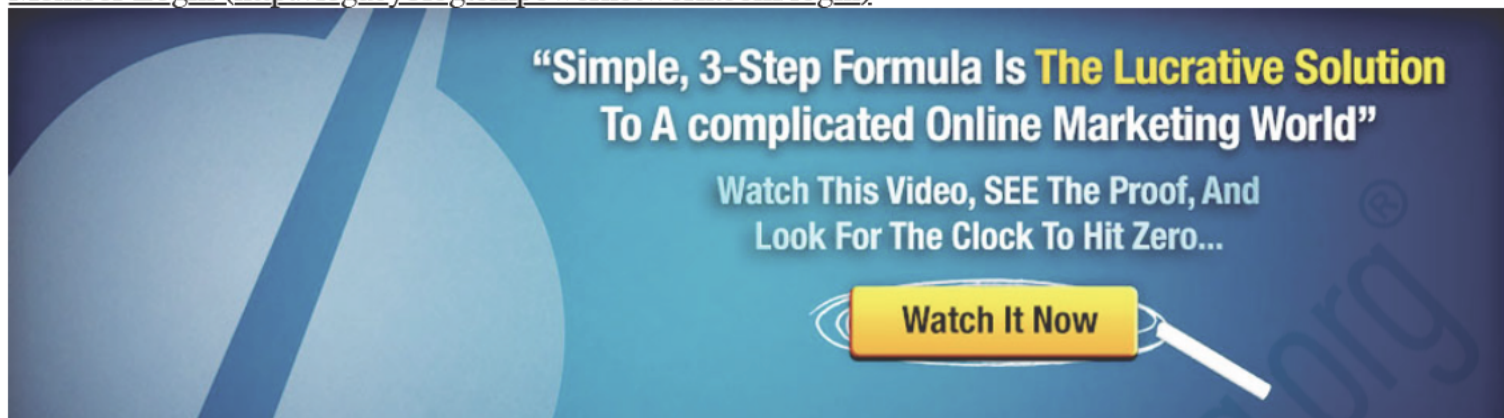 “Simple, 3-Step Formula Is The Lucrative Solution
To A complicated Online Marketing World”
Watch This Video, SEE The Proof, And
Look For The Clock To Hit Zero...
Watch It Now
.org®